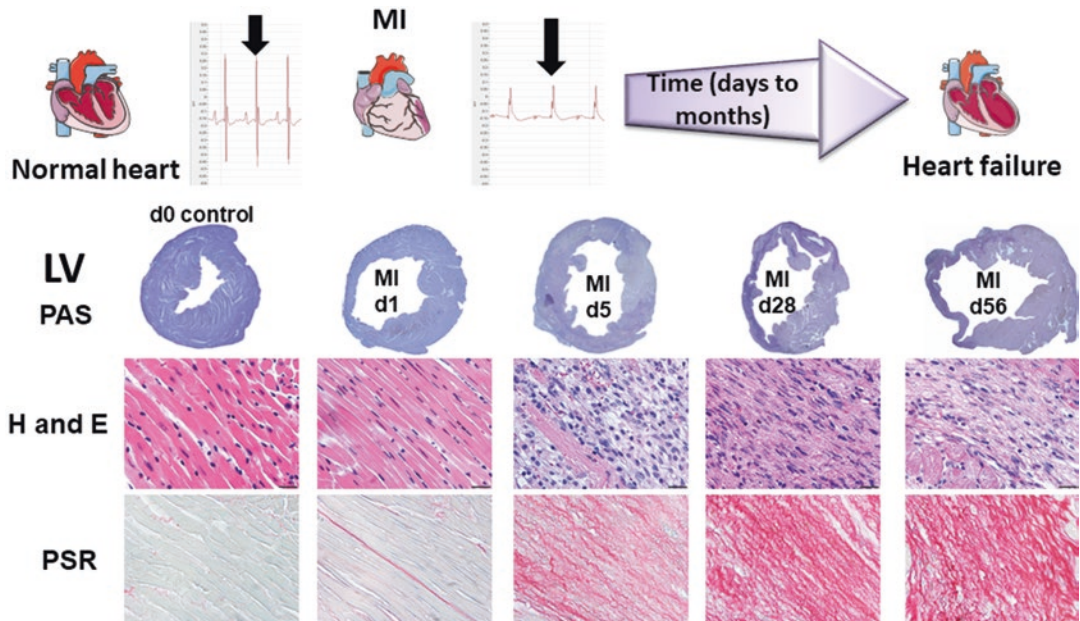 MI
Time (days to
months)
Normal heart
Heart failure
d0 control
LV
PAS
MI
d1
MI
d5
MI
d28
MI
d56
H and E
PSR